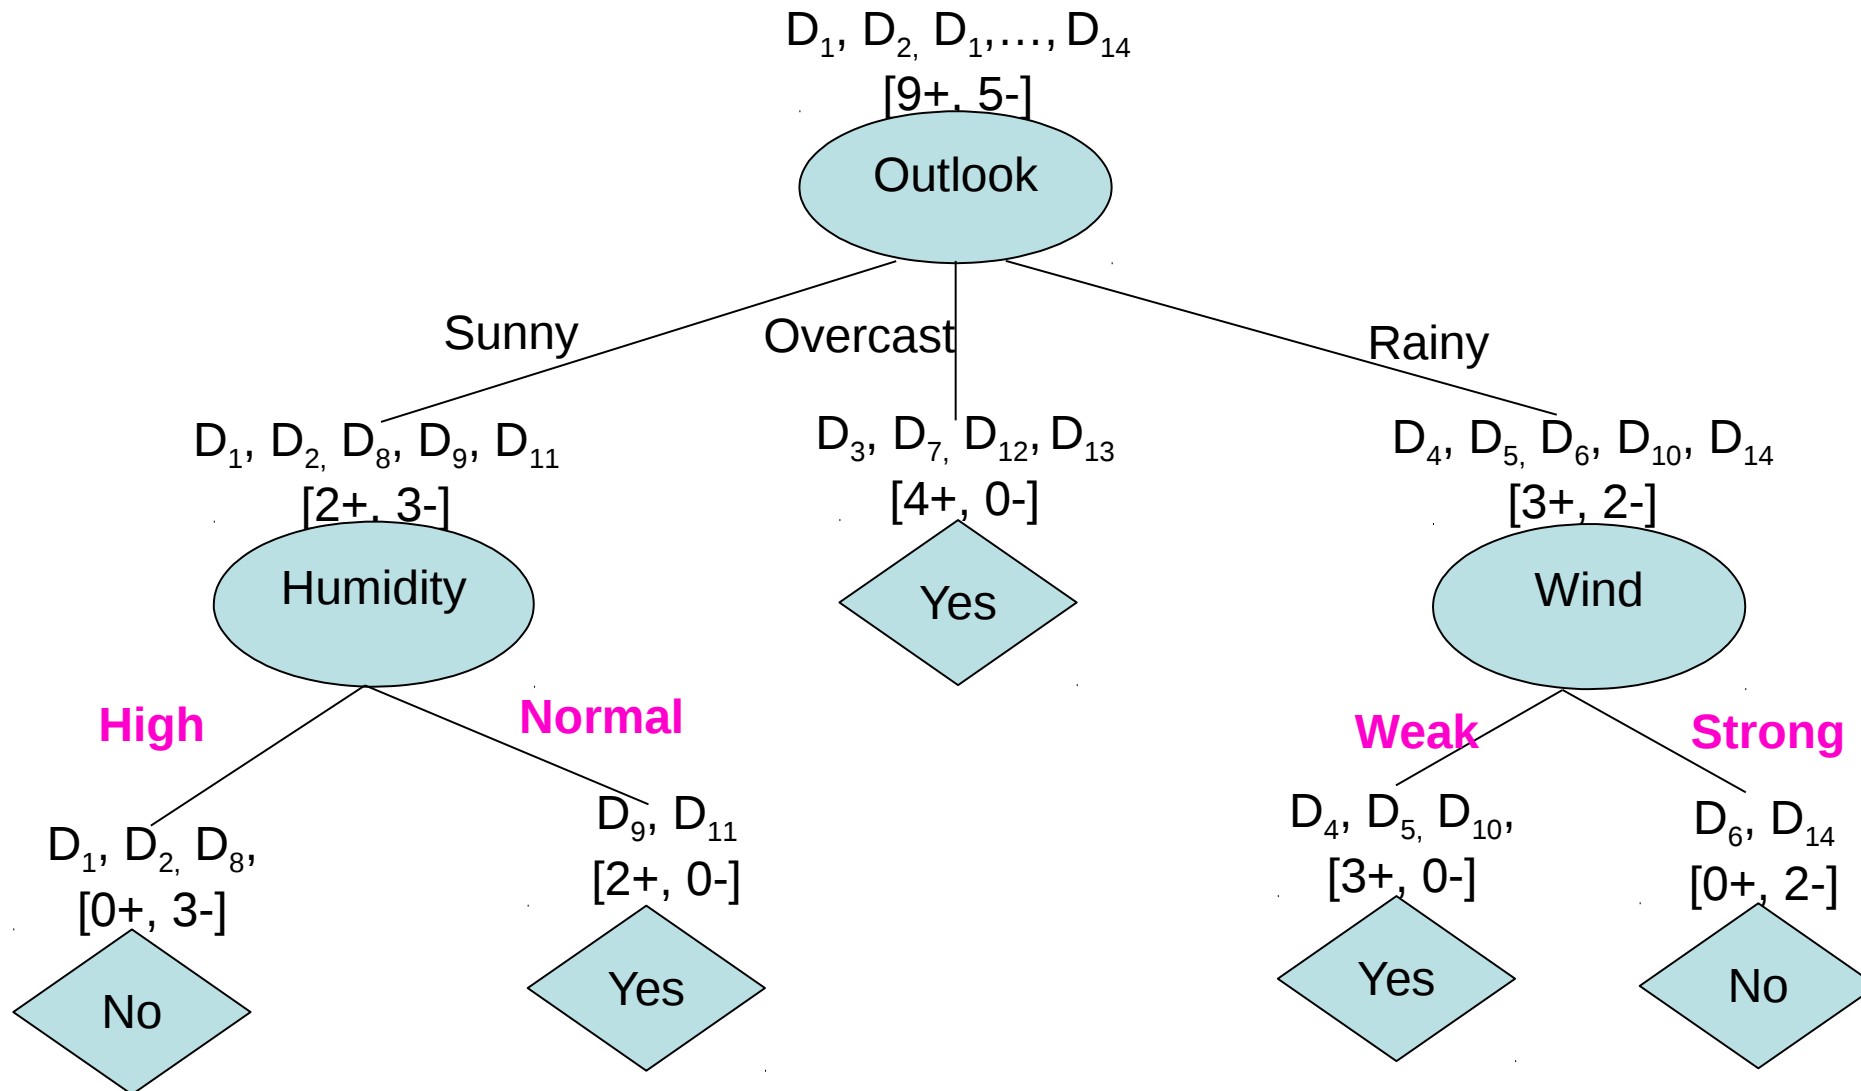 D₁, D₂, D₁,…, D₁₄
[9+, 5-]
Outlook
Sunny
Overcast
Rainy
D₁, D₂, D₈, D₉, D₁₁
[2+, 3-]
Humidity
D₃, D₇, D₁₂, D₁₃
[4+, 0-]
Yes
D₄, D₅, D₆, D₁₀, D₁₄
[3+, 2-]
Wind
High
Normal
Weak
Strong
D₁, D₂, D₈,
[0+, 3-]
No
D₉, D₁₁
[2+, 0-]
Yes
D₄, D₅, D₁₀,
[3+, 0-]
Yes
D₆, D₁₄
[0+, 2-]
No